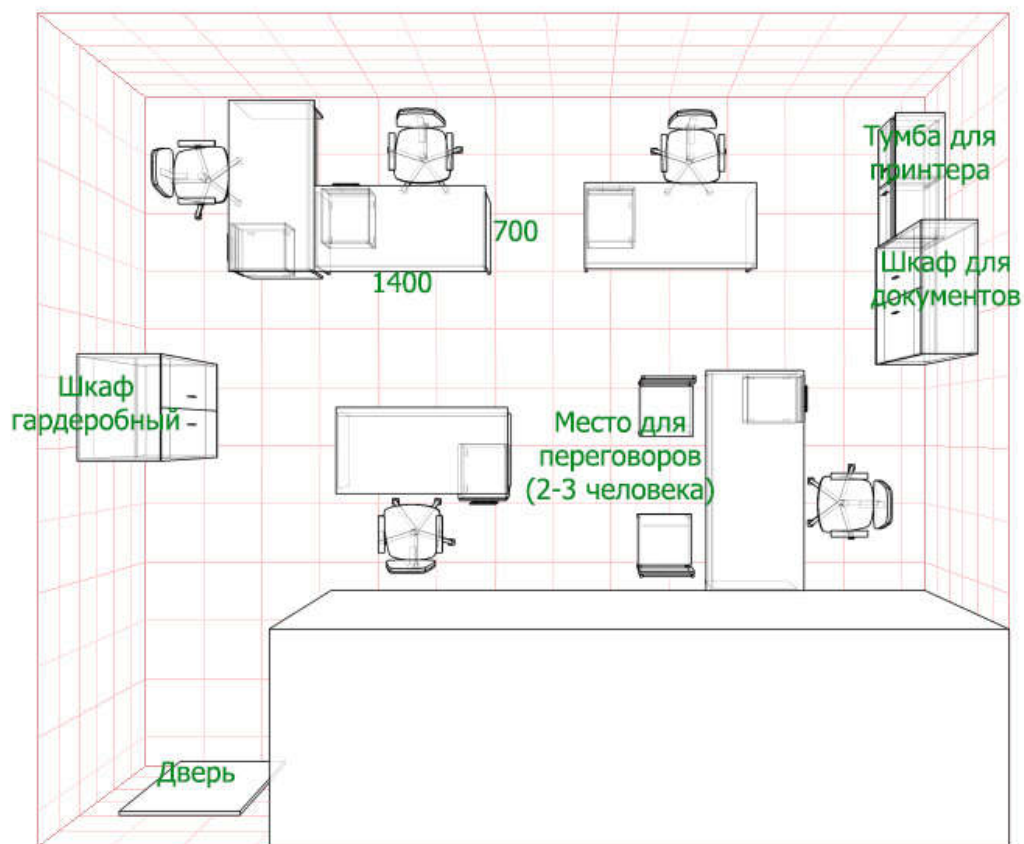 Тумба для
принтера
700
1400
Шкаф для
документов
Шкаф
гардеробный
Место для
переговоров
(2-3 человека)
Дверь